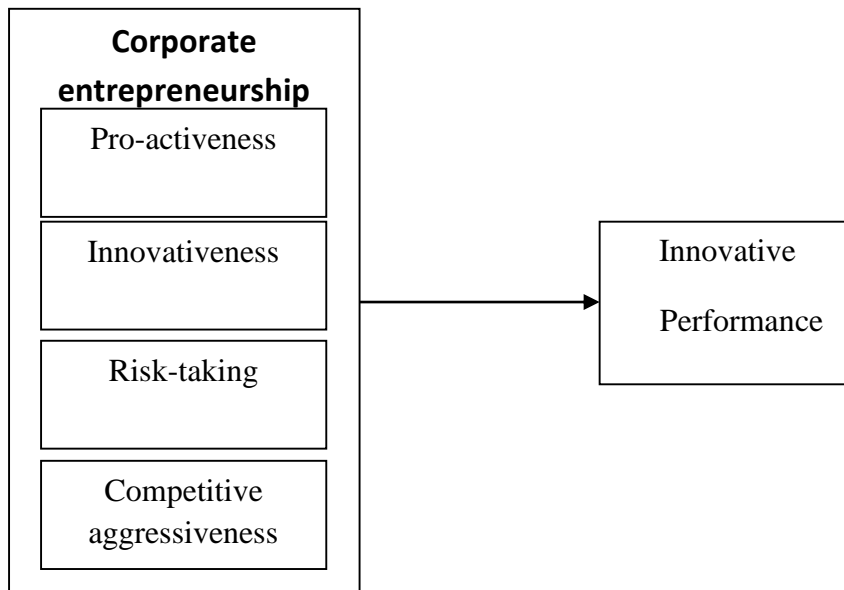 Corporate
entrepreneurship
Pro-activeness
Innovativeness
Risk-taking
Competitive
aggressiveness
Innovative
Performance